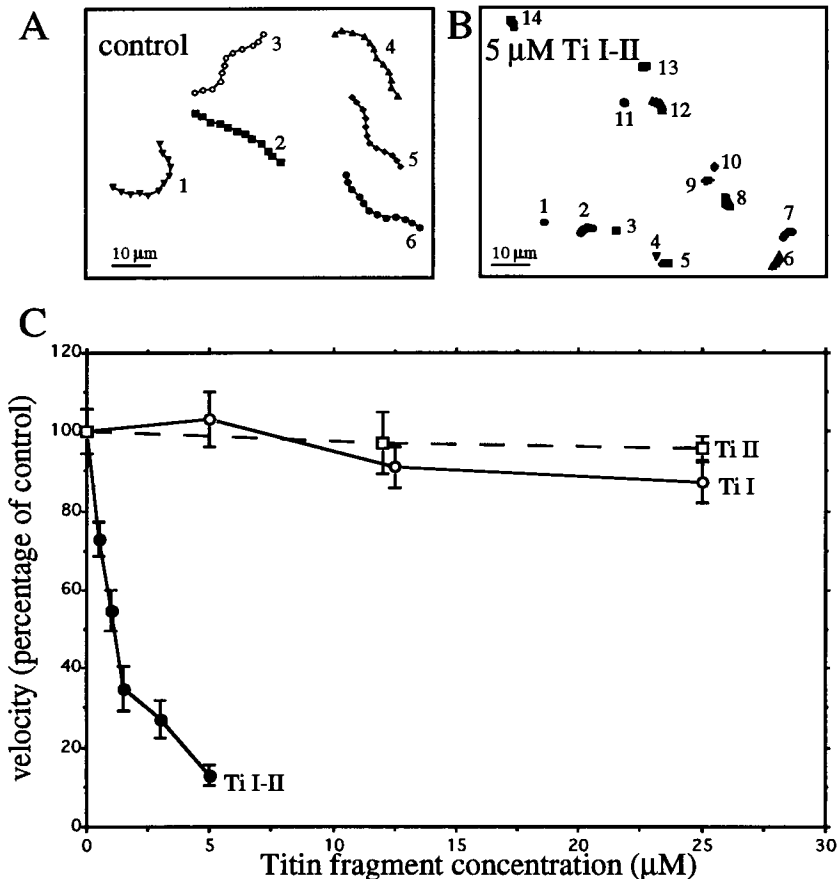 A
control
3
4
2
1
5
6
10 μm
B
14
5 μM Ti I-II
13
11
12
10
9
8
1
2
3
7
4
5
6
10 μm
C
velocity (percentage of control)
120
100
80
60
40
20
0
Ti II
Ti I
Ti I-II
0 5 10 15 20 25 30
Titin fragment concentration (μM)